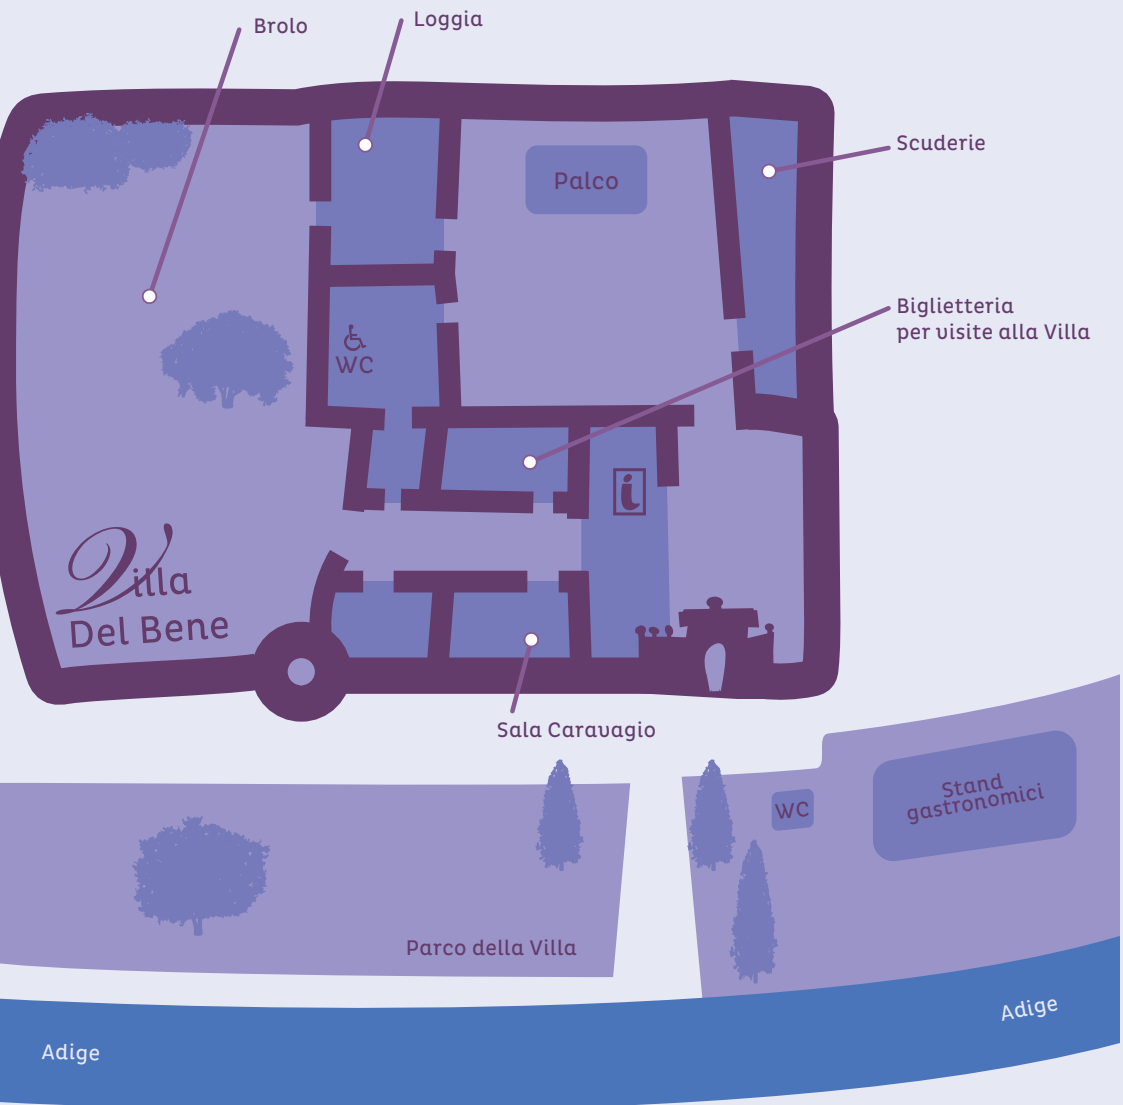 Brolo
Loggia
Scuderie
Palco
Biglietteria
per visite alla Villa
WC
i
Villa
Del Bene
Sala Caravagio
Stand
gastronomici
WC
Parco della Villa
Adige
Adige